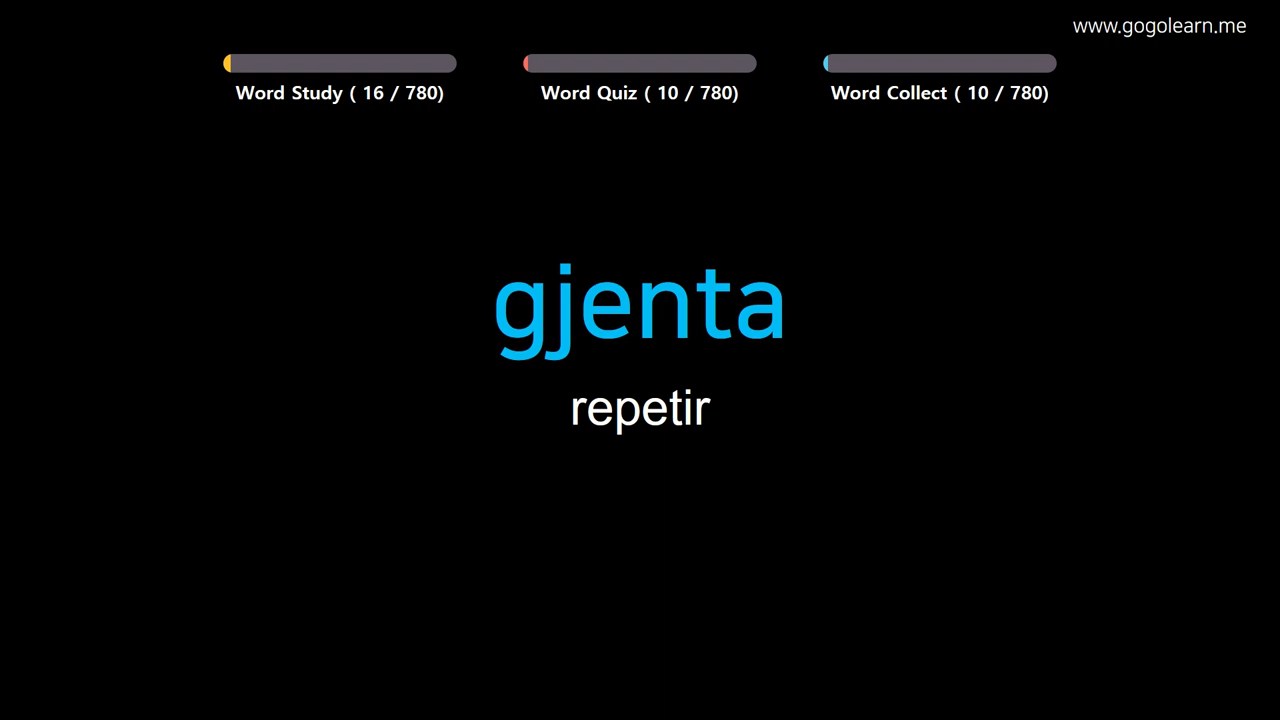 www.gogolearn.me
Word Study ( 16 / 780)
Word Quiz ( 10 / 780)
Word Collect ( 10 / 780)
gjenta
repetir